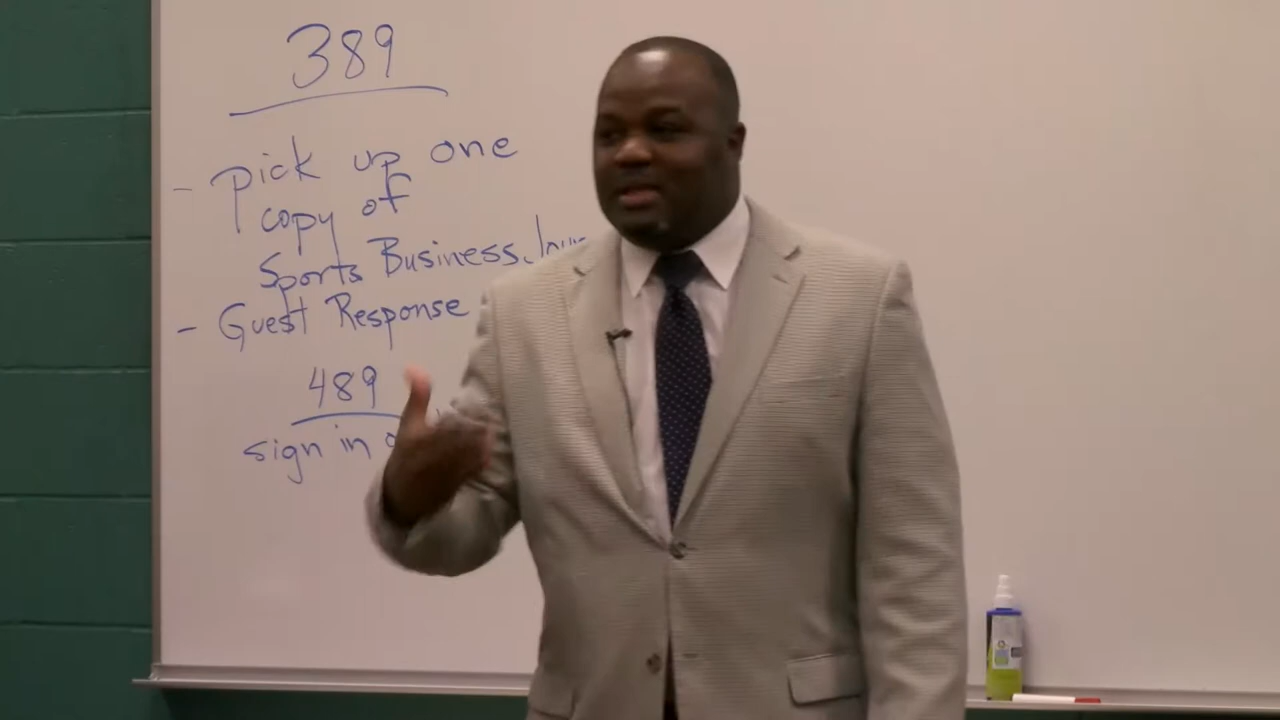 389
- pick up one
copy of
Sports Business
- Guest Response
489
sign in